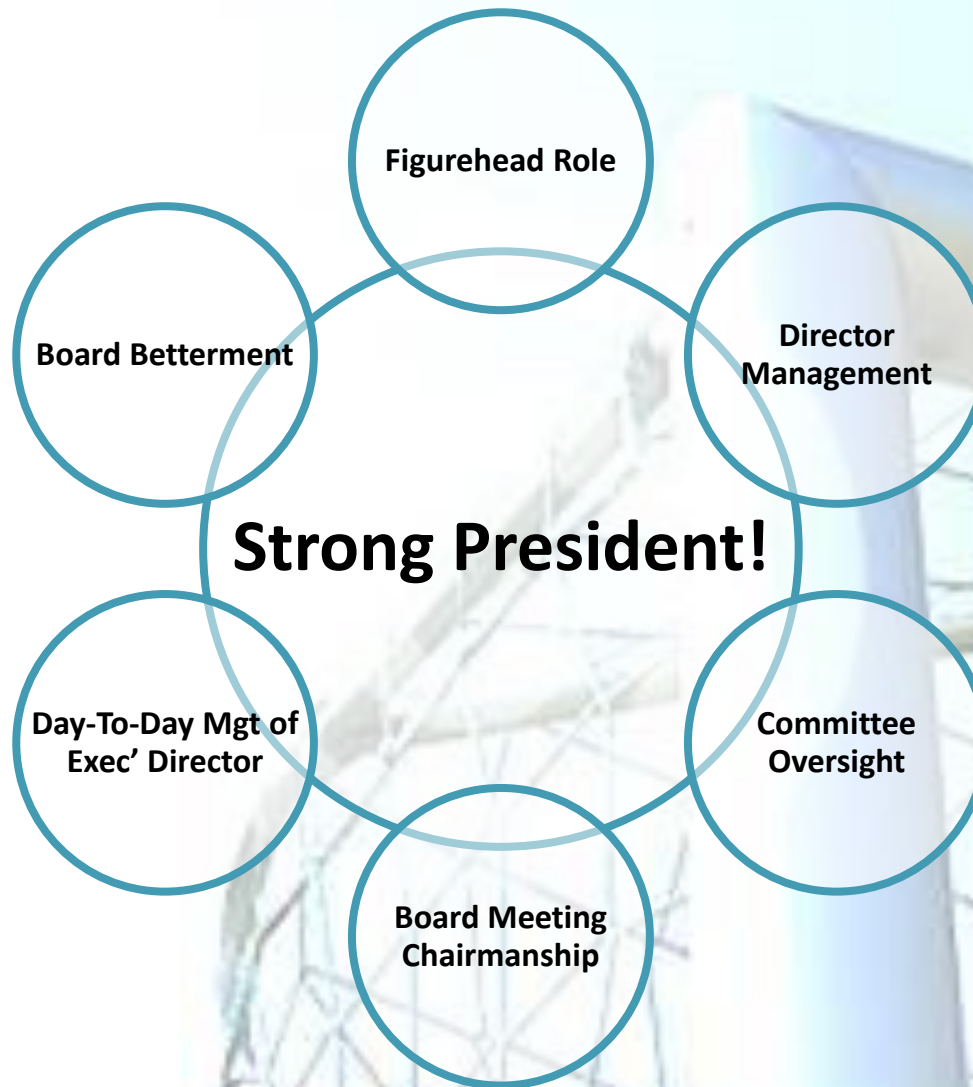 Figurehead Role
Board Betterment
Director
Management
Strong President!
Day-To-Day Mgt of
Exec’ Director
Committee
Oversight
Board Meeting
Chairmanship